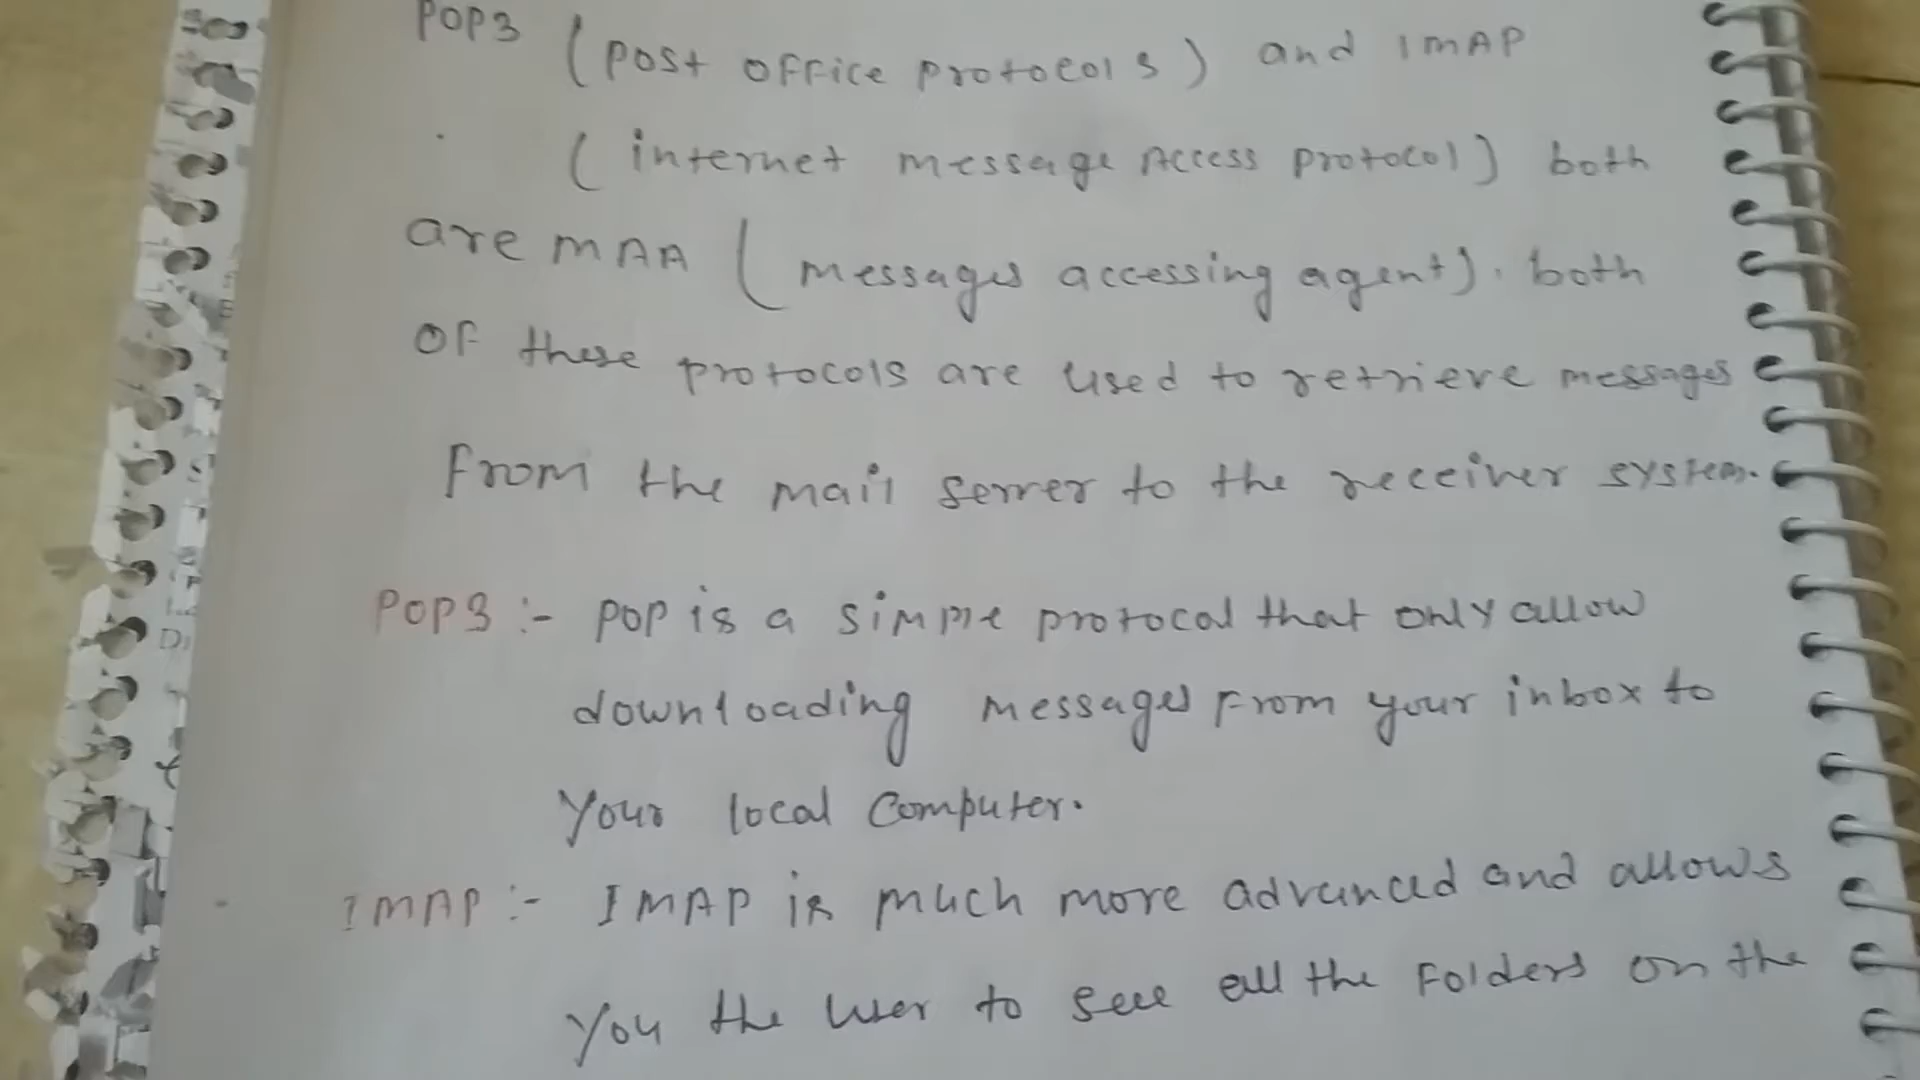 POP3 (post office protocols) and IMAP
(internet message Access protocol) both
are MAA (messages accessing agent). both
of these protocols are used to retrieve messages
From the mail server to the receiver system.
POP3 :- POP is a simple protocal that only allow
downloading messages From your inbox to
your local computer.
IMAP :- IMAP is much more advanced and allows
you the user to see all the Folders on the